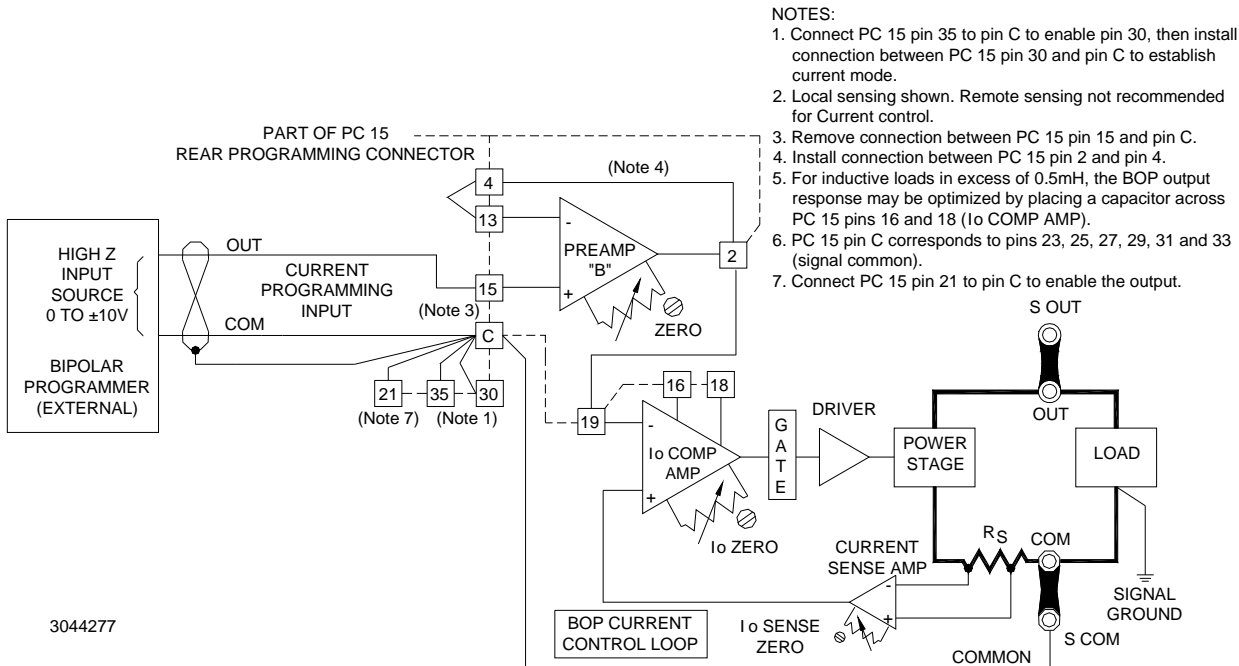 NOTES:
1. Connect PC 15 pin 35 to pin C to enable pin 30, then install
connection between PC 15 pin 30 and pin C to establish
current mode.
2. Local sensing shown. Remote sensing not recommended
for Current control.
3. Remove connection between PC 15 pin 15 and pin C.
4. Install connection between PC 15 pin 2 and pin 4.
5. For inductive loads in excess of 0.5mH, the BOP output
response may be optimized by placing a capacitor across
PC 15 pins 16 and 18 (Io COMP AMP).
6. PC 15 pin C corresponds to pins 23, 25, 27, 29, 31 and 33
(signal common).
7. Connect PC 15 pin 21 to pin C to enable the output.
PART OF PC 15
REAR PROGRAMMING CONNECTOR
4
(Note 4)
13
-
PREAMP
"B"
+
2
ZERO
HIGH Z
INPUT
SOURCE
0 TO ±10V
BIPOLAR
PROGRAMMER
(EXTERNAL)
OUT
CURRENT
PROGRAMMING
INPUT
COM
15
(Note 3)
C
21
35
30
(Note 7)
(Note 1)
19
16
18
-
Io COMP
AMP
+
Io ZERO
GATE
DRIVER
POWER
STAGE
S OUT
OUT
LOAD
RS
COM
CURRENT
SENSE AMP
-
+
Io SENSE
ZERO
SIGNAL
GROUND
S COM
COMMON
BOP CURRENT
CONTROL LOOP
3044277